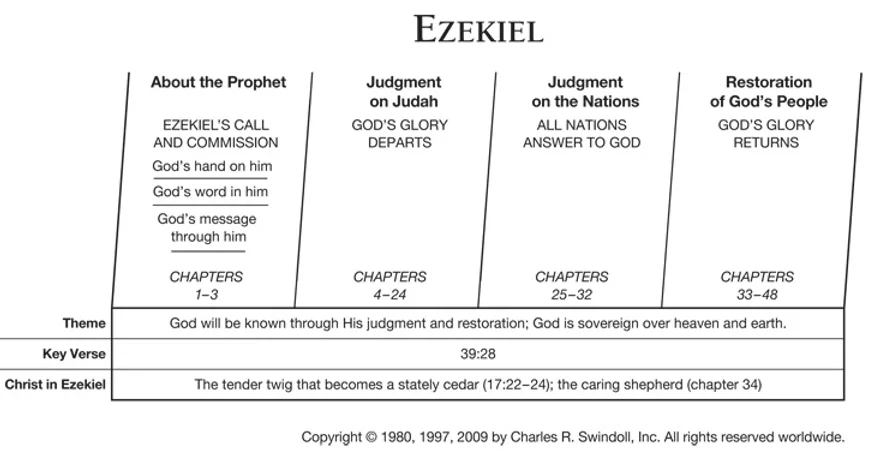 EZEKIEL
About the Prophet
EZEKIEL'S CALL
AND COMMISSION
God's hand on him
God's word in him
God's message
through him
CHAPTERS
1–3
Judgment
on Judah
GOD'S GLORY
DEPARTS
CHAPTERS
4–24
Judgment
on the Nations
ALL NATIONS
ANSWER TO GOD
CHAPTERS
25–32
Restoration
of God's People
GOD'S GLORY
RETURNS
CHAPTERS
33–48
Theme God will be known through His judgment and restoration; God is sovereign over heaven and earth.
Key Verse 39:28
Christ in Ezekiel The tender twig that becomes a stately cedar (17:22–24); the caring shepherd (chapter 34)
Copyright © 1980, 1997, 2009 by Charles R. Swindoll, Inc. All rights reserved worldwide.